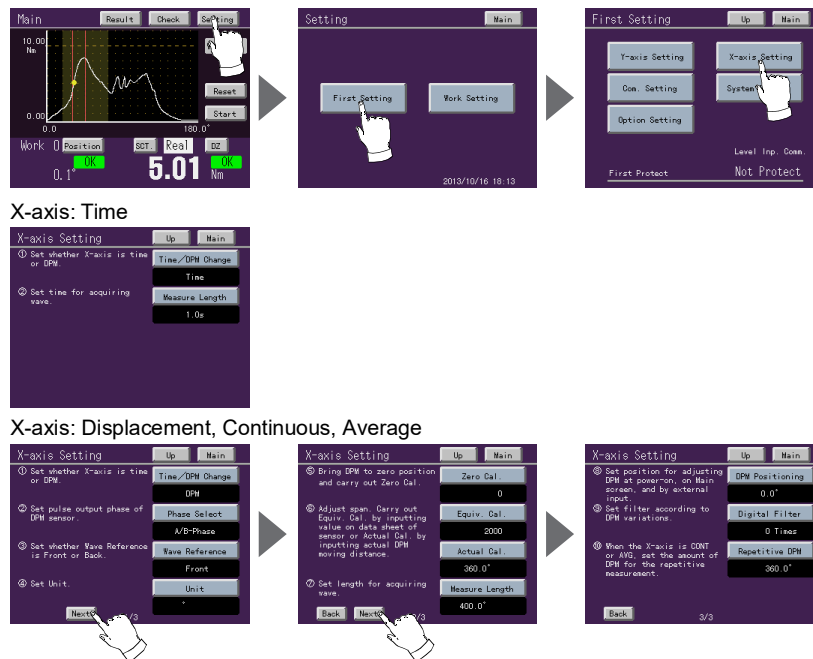 Main Result Check Setting
10.00
Nm
Reset
Start
0.00
0.0 180.0°
Work 0 Position SCT. Real DZ
OK OK
0.1° 5.01 Nm
Setting Main
First Setting Work Setting
2013/10/16 18:13
First Setting Up Main
Y-axis Setting X-axis Setting
Com. Setting System
Option Setting
Level Inp. Comm.
First Protect Not Protect
X-axis: Time
X-axis Setting Up Main
① Set whether X-axis is time
or DPM.
Time/DPM Change
Time
② Set time for acquiring
wave.
Measure Length
1.0s
X-axis: Displacement, Continuous, Average
X-axis Setting Up Main
① Set whether X-axis is time
or DPM.
Time/DPM Change
DPM
② Set pulse output phase of
DPM sensor.
Phase Select
A/B-Phase
③ Set whether Wave Reference
is Front or Back.
Wave Reference
Front
④ Set Unit.
Unit
°
Next /3
X-axis Setting Up Main
⑤ Bring DPM to zero position
and carry out Zero Cal.
Zero Cal.
0
⑥ Adjust span. Carry out
Equiv. Cal. by inputting
value on data sheet of
sensor or Actual Cal. by
inputting actual DPM
moving distance.
Equiv. Cal.
2000
Actual Cal.
360.0°
⑦ Set length for acquiring
wave.
Measure Length
400.0°
Back Next /3
X-axis Setting Up Main
⑧ Set position for adjusting
DPM at power-on, on Main
screen, and by external
input.
DPM Positioning
0.0°
⑨ Set filter according to
DPM variations.
Digital Filter
0 Times
⑩ When the X-axis is CONT
or AVG, set the amount of
DPM for the repetitive
measurement.
Repetitive DPM
360.0°
Back 3/3